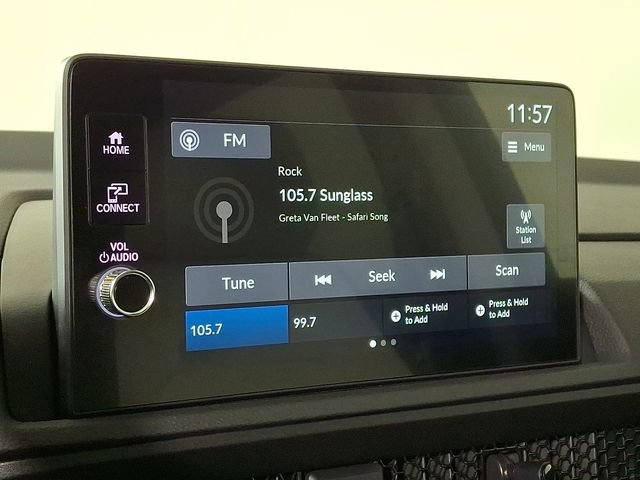 11:57
HOME
FM
Menu
Rock
105.7 Sunglass
CONNECT
Greta Van Fleet - Safari Song
Station
List
VOL
AUDIO
Tune
Seek
Scan
105.7
99.7
Press & Hold
to Add
Press & Hold
to Add